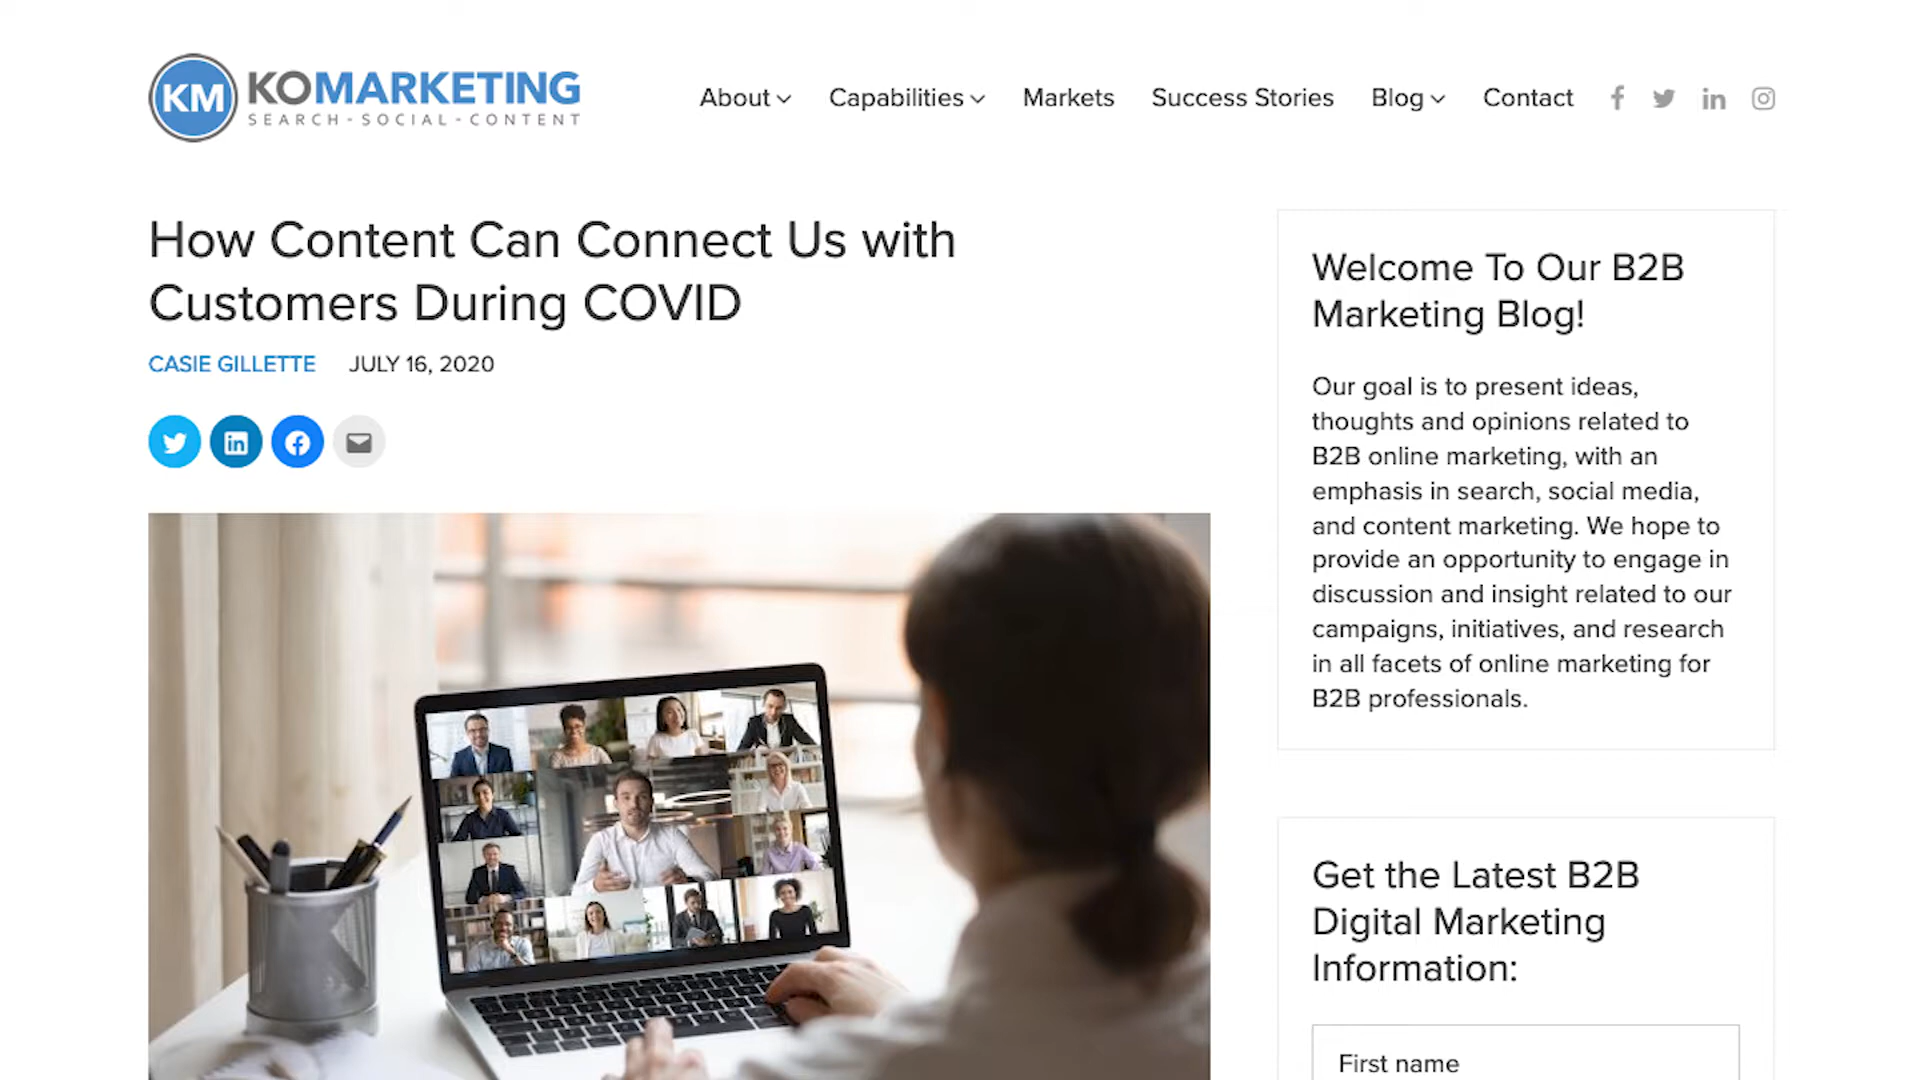 KM KOMARKETING
SEARCH - SOCIAL - CONTENT
About Capabilities Markets Success Stories Blog Contact
How Content Can Connect Us with
Customers During COVID
CASIE GILLETTE JULY 16, 2020
Welcome To Our B2B
Marketing Blog!
Our goal is to present ideas,
thoughts and opinions related to
B2B online marketing, with an
emphasis in search, social media,
and content marketing. We hope to
provide an opportunity to engage in
discussion and insight related to our
campaigns, initiatives, and research
in all facets of online marketing for
B2B professionals.
Get the Latest B2B
Digital Marketing
Information:
First name